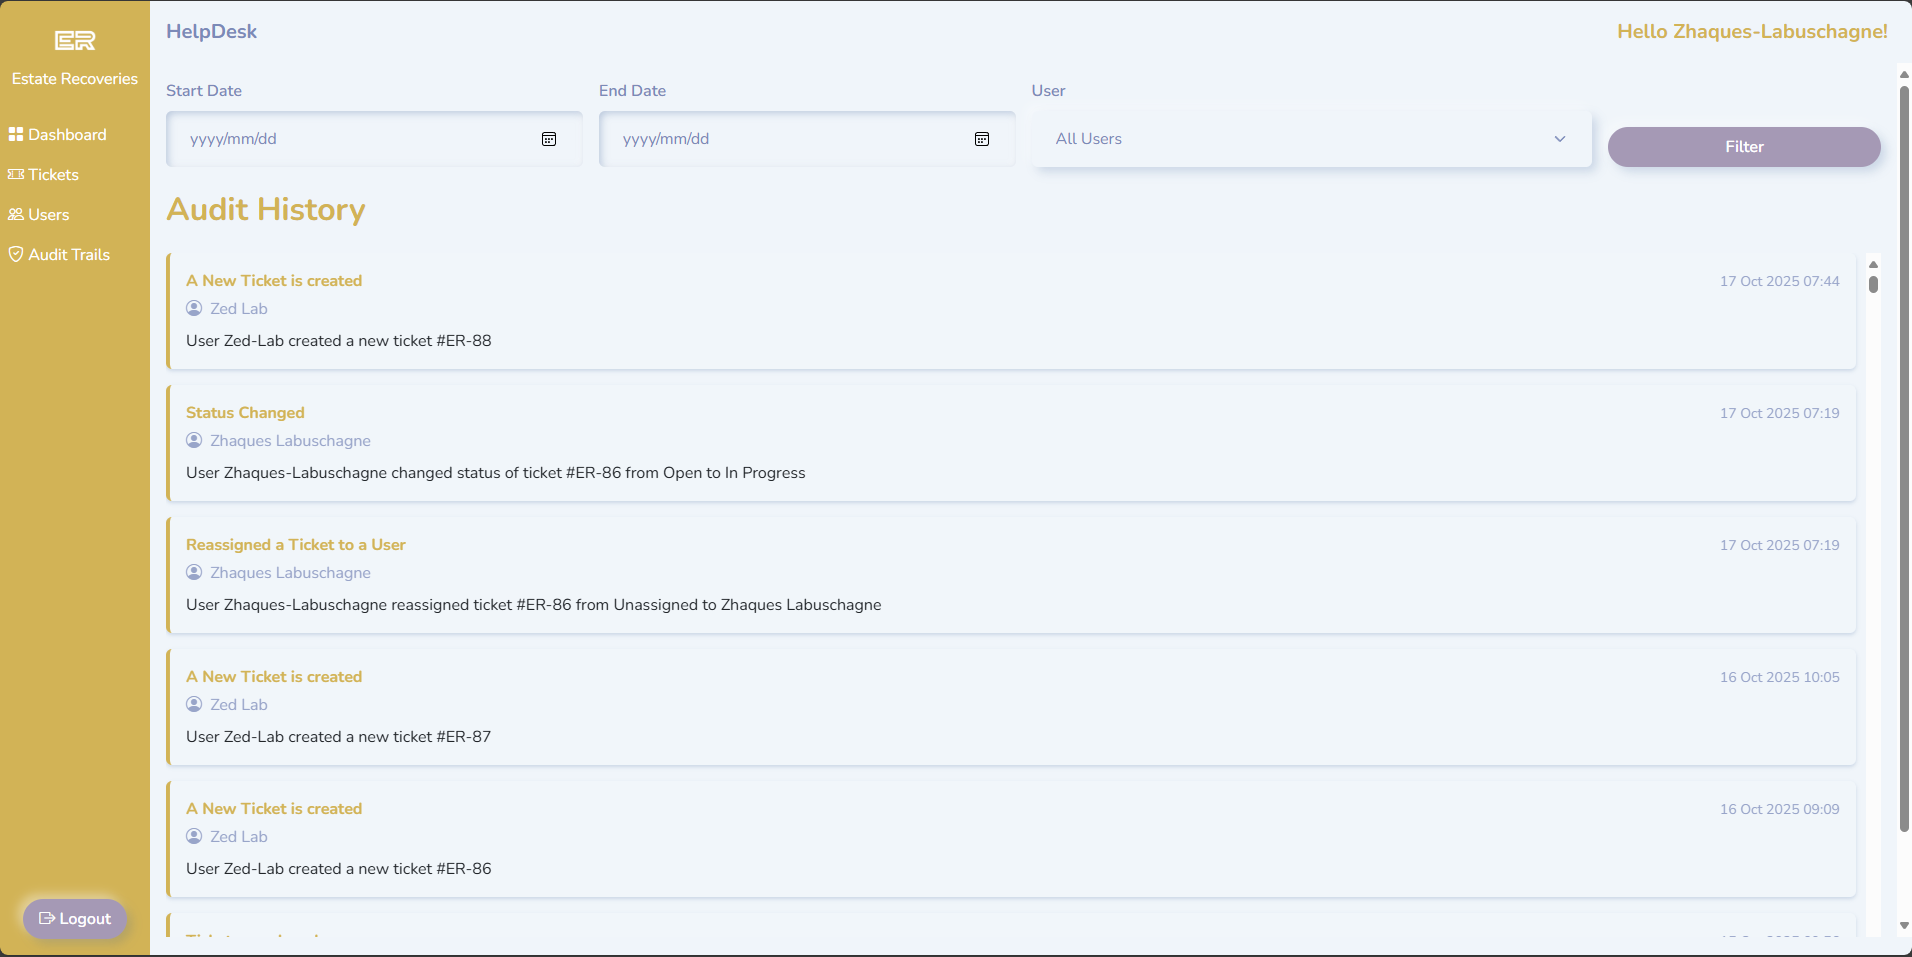 ER
Estate Recoveries
Dashboard
Tickets
Users
Audit Trails
Logout
HelpDesk
Hello Zhaques-Labuschagne!
Start Date
End Date
User
yyyy/mm/dd
yyyy/mm/dd
All Users
Filter
Audit History
A New Ticket is created
17 Oct 2025 07:44
Zed Lab
User Zed-Lab created a new ticket #ER-88
Status Changed
17 Oct 2025 07:19
Zhaques Labuschagne
User Zhaques-Labuschagne changed status of ticket #ER-86 from Open to In Progress
Reassigned a Ticket to a User
17 Oct 2025 07:19
Zhaques Labuschagne
User Zhaques-Labuschagne reassigned ticket #ER-86 from Unassigned to Zhaques Labuschagne
A New Ticket is created
16 Oct 2025 10:05
Zed Lab
User Zed-Lab created a new ticket #ER-87
A New Ticket is created
16 Oct 2025 09:09
Zed Lab
User Zed-Lab created a new ticket #ER-86